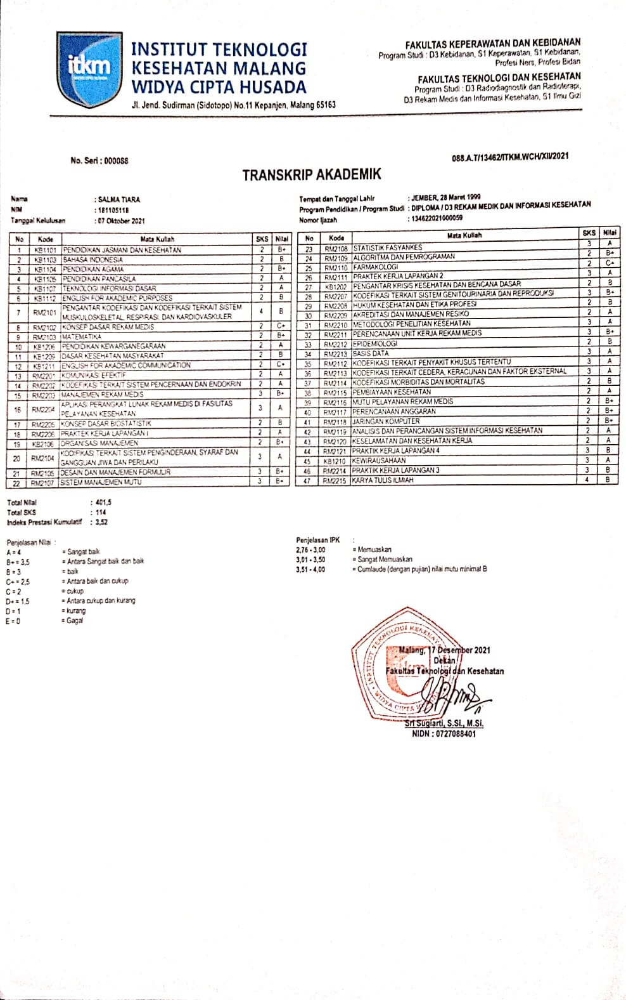 itkm
INSTITUT TEKNOLOGI
KESEHATAN MALANG
WIDYA CIPTA HUSADA
Jl. Jend. Sudirman (Sidotopo) No.11 Kepanjen, Malang 65163
FAKULTAS KEPERAWATAN DAN KEBIDANAN
Program Studi : D3 Kebidanan, S1 Keperawatan, S1 Kebidanan,
Profesi Ners, Profesi Bidan
FAKULTAS TEKNOLOGI DAN KESEHATAN
Program Studi : D3 Radiodiagnostik dan Radioterapi,
D3 Rekam Medis dan Informasi Kesehatan, S1 Ilmu Gizi
No. Seri : 000088
088.A.T/13462/ITKM.WCH/XII/2021
TRANSKRIP AKADEMIK
Nama : SALMA TIARA
NIM : 181105118
Tanggal Kelulusan : 07 Oktober 2021
Tempat dan Tanggal Lahir : JEMBER, 28 Maret 1999
Program Pendidikan / Program Studi : DIPLOMA / D3 REKAM MEDIK DAN INFORMASI KESEHATAN
Nomor Ijazah : 134622021000059
No Kode Mata Kuliah SKS Nilai
1 KB1101 PENDIDIKAN JASMANI DAN KESEHATAN 2 B+
2 KB1103 BAHASA INDONESIA 2 B
3 KB1104 PENDIDIKAN AGAMA 2 B+
4 KB1105 PENDIDIKAN PANCASILA 2 A
5 KB1107 TEKNOLOGI INFORMASI DASAR 2 A
6 KB1112 ENGLISH FOR AKADEMIC PURPOSES 2 B
7 RM2101 PENGANTAR KODEFIKASI DAN KODEFIKASI TERKAIT SISTEM
MUSKULOSKELETAL, RESPIRASI, DAN KARDIOVASKULER 4 B
8 RM2102 KONSEP DASAR REKAM MEDIS 2 C+
9 RM2103 MATEMATIKA 2 B+
10 KB1206 PENDIDIKAN KEWARGANEGARAAN 2 A
11 KB1209 DASAR KESEHATAN MASYARAKAT 2 B
12 KB1211 ENGLISH FOR AKADEMIC COMMUNICATION 2 C+
13 RM2201 KOMUNIKASI EFEKTIF 2 A
14 RM2202 KODEFIKASI TERKAIT SISTEM PENCERNAAN DAN ENDOKRIN 2 A
15 RM2203 MANAJEMEN REKAM MEDIS 3 B+
16 RM2204 APLIKASI PERANGKAT LUNAK REKAM MEDIS DI FASILITAS
PELAYANAN KESEHATAN 3 A
17 RM2205 KONSEP DASAR BIOSTATISTIK 2 B
18 RM2206 PRAKTEK KERJA LAPANGAN I 2 A
19 KB2106 ORGANISASI MANAJEMEN 2 B+
20 RM2104 KODIFIKASI TERKAIT SISTEM PENGINDERAAN, SYARAF DAN
GANGGUAN JIWA DAN PERILAKU 3 A
21 RM2105 DESAIN DAN MANAJEMEN FORMULIR 3 B+
22 RM2107 SISTEM MANAJEMEN MUTU 3 B+
No Kode Mata Kuliah SKS Nilai
23 RM2108 STATISTIK FASYANKES 3 A
24 RM2109 ALGORITMA DAN PEMROGRAMAN 2 B+
25 RM2110 FARMAKOLOGI 2 C+
26 RM2111 PRAKTEK KERJA LAPANGAN 2 3 A
27 KB1202 PENGANTAR KRISIS KESEHATAN DAN BENCANA DASAR 2 B
28 RM2207 KODEFIKASI TERKAIT SISTEM GENITOURINARIA DAN REPRODUKSI 3 B+
29 RM2208 HUKUM KESEHATAN DAN ETIKA PROFESI 2 B
30 RM2209 AKREDITASI DAN MANAJEMEN RESIKO 2 A
31 RM2210 METODOLOGI PENELITIAN KESEHATAN 3 A
32 RM2211 PERENCANAAN UNIT KERJA REKAM MEDIS 3 B+
33 RM2212 EPIDEMIOLOGI 2 B
34 RM2213 BASIS DATA 3 A
35 RM2112 KODEFIKASI TERKAIT PENYAKIT KHUSUS TERTENTU 3 A
36 RM2113 KODEFIKASI TERKAIT CEDERA, KERACUNAN DAN FAKTOR EKSTERNAL 3 A
37 RM2114 KODEFIKASI MORBIDITAS DAN MORTALITAS 2 B
38 RM2115 PEMBIAYAAN KESEHATAN 2 A
39 RM2116 MUTU PELAYANAN REKAM MEDIS 2 B+
40 RM2117 PERENCANAAN ANGGARAN 2 B+
41 RM2118 JARINGAN KOMPUTER 2 B+
42 RM2119 ANALISIS DAN PERANCANGAN SISTEM INFORMASI KESEHATAN 2 A
43 RM2120 KESELAMATAN DAN KESEHATAN KERJA 2 A
44 RM2121 PRAKTIK KERJA LAPANGAN 4 3 B
45 KB1210 KEWIRAUSAHAAN 3 A
46 RM2214 PRAKTIK KERJA LAPANGAN 3 3 B
47 RM2215 KARYA TULIS ILMIAH 4 B
Total Nilai : 401,5
Total SKS : 114
Indeks Prestasi Kumulatif : 3,52
Penjelasan Nilai :
A = 4 = Sangat baik
B+ = 3,5 = Antara Sangat baik dan baik
B = 3 = baik
C+ = 2,5 = Antara baik dan cukup
C = 2 = cukup
D+ = 1,5 = Antara cukup dan kurang
D = 1 = kurang
E = 0 = Gagal
Penjelasan IPK :
2,76 - 3,00 = Memuaskan
3,01 - 3,50 = Sangat Memuaskan
3,51 - 4,00 = Cumlaude (dengan pujian) nilai mutu minimal B
INSTITUT TEKNOLOGI KESEHATAN
WIDYA CIPTA
Malang, 17 Desember 2021
Dekan
Fakultas Teknologi dan Kesehatan
Sri Sugiarti, S.Si., M.Si.
NIDN : 0727088401